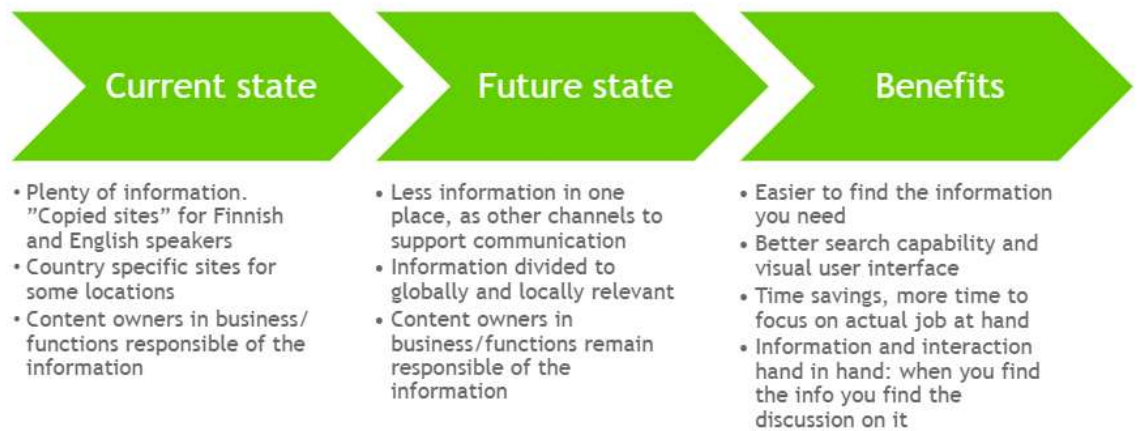 Current state
• Plenty of information.
”Copied sites” for Finnish
and English speakers
• Country specific sites for
some locations
• Content owners in business/
functions responsible of the
information
Future state
• Less information in one
place, as other channels to
support communication
• Information divided to
globally and locally relevant
• Content owners in
business/functions remain
responsible of the
information
Benefits
• Easier to find the information
you need
• Better search capability and
visual user interface
• Time savings, more time to
focus on actual job at hand
• Information and interaction
hand in hand: when you find
the info you find the
discussion on it